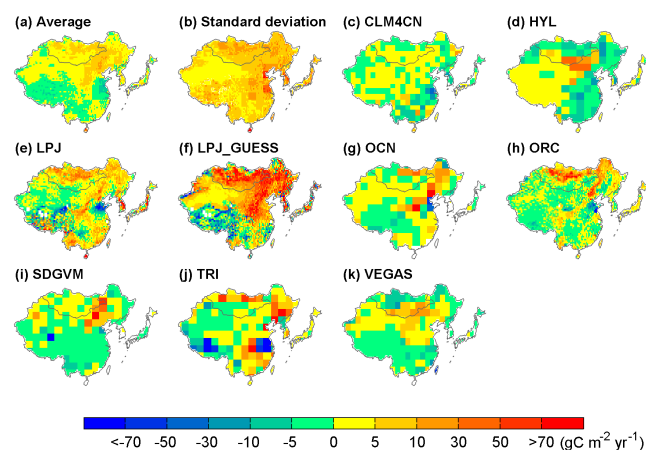 (a) Average (b) Standard deviation (c) CLM4CN (d) HYL
(e) LPJ (f) LPJ_GUESS (g) OCN (h) ORC
(i) SDGVM (j) TRI (k) VEGAS
<-70 -50 -30 -10 -5 0 5 10 30 50 >70 (gC m⁻² yr⁻¹)